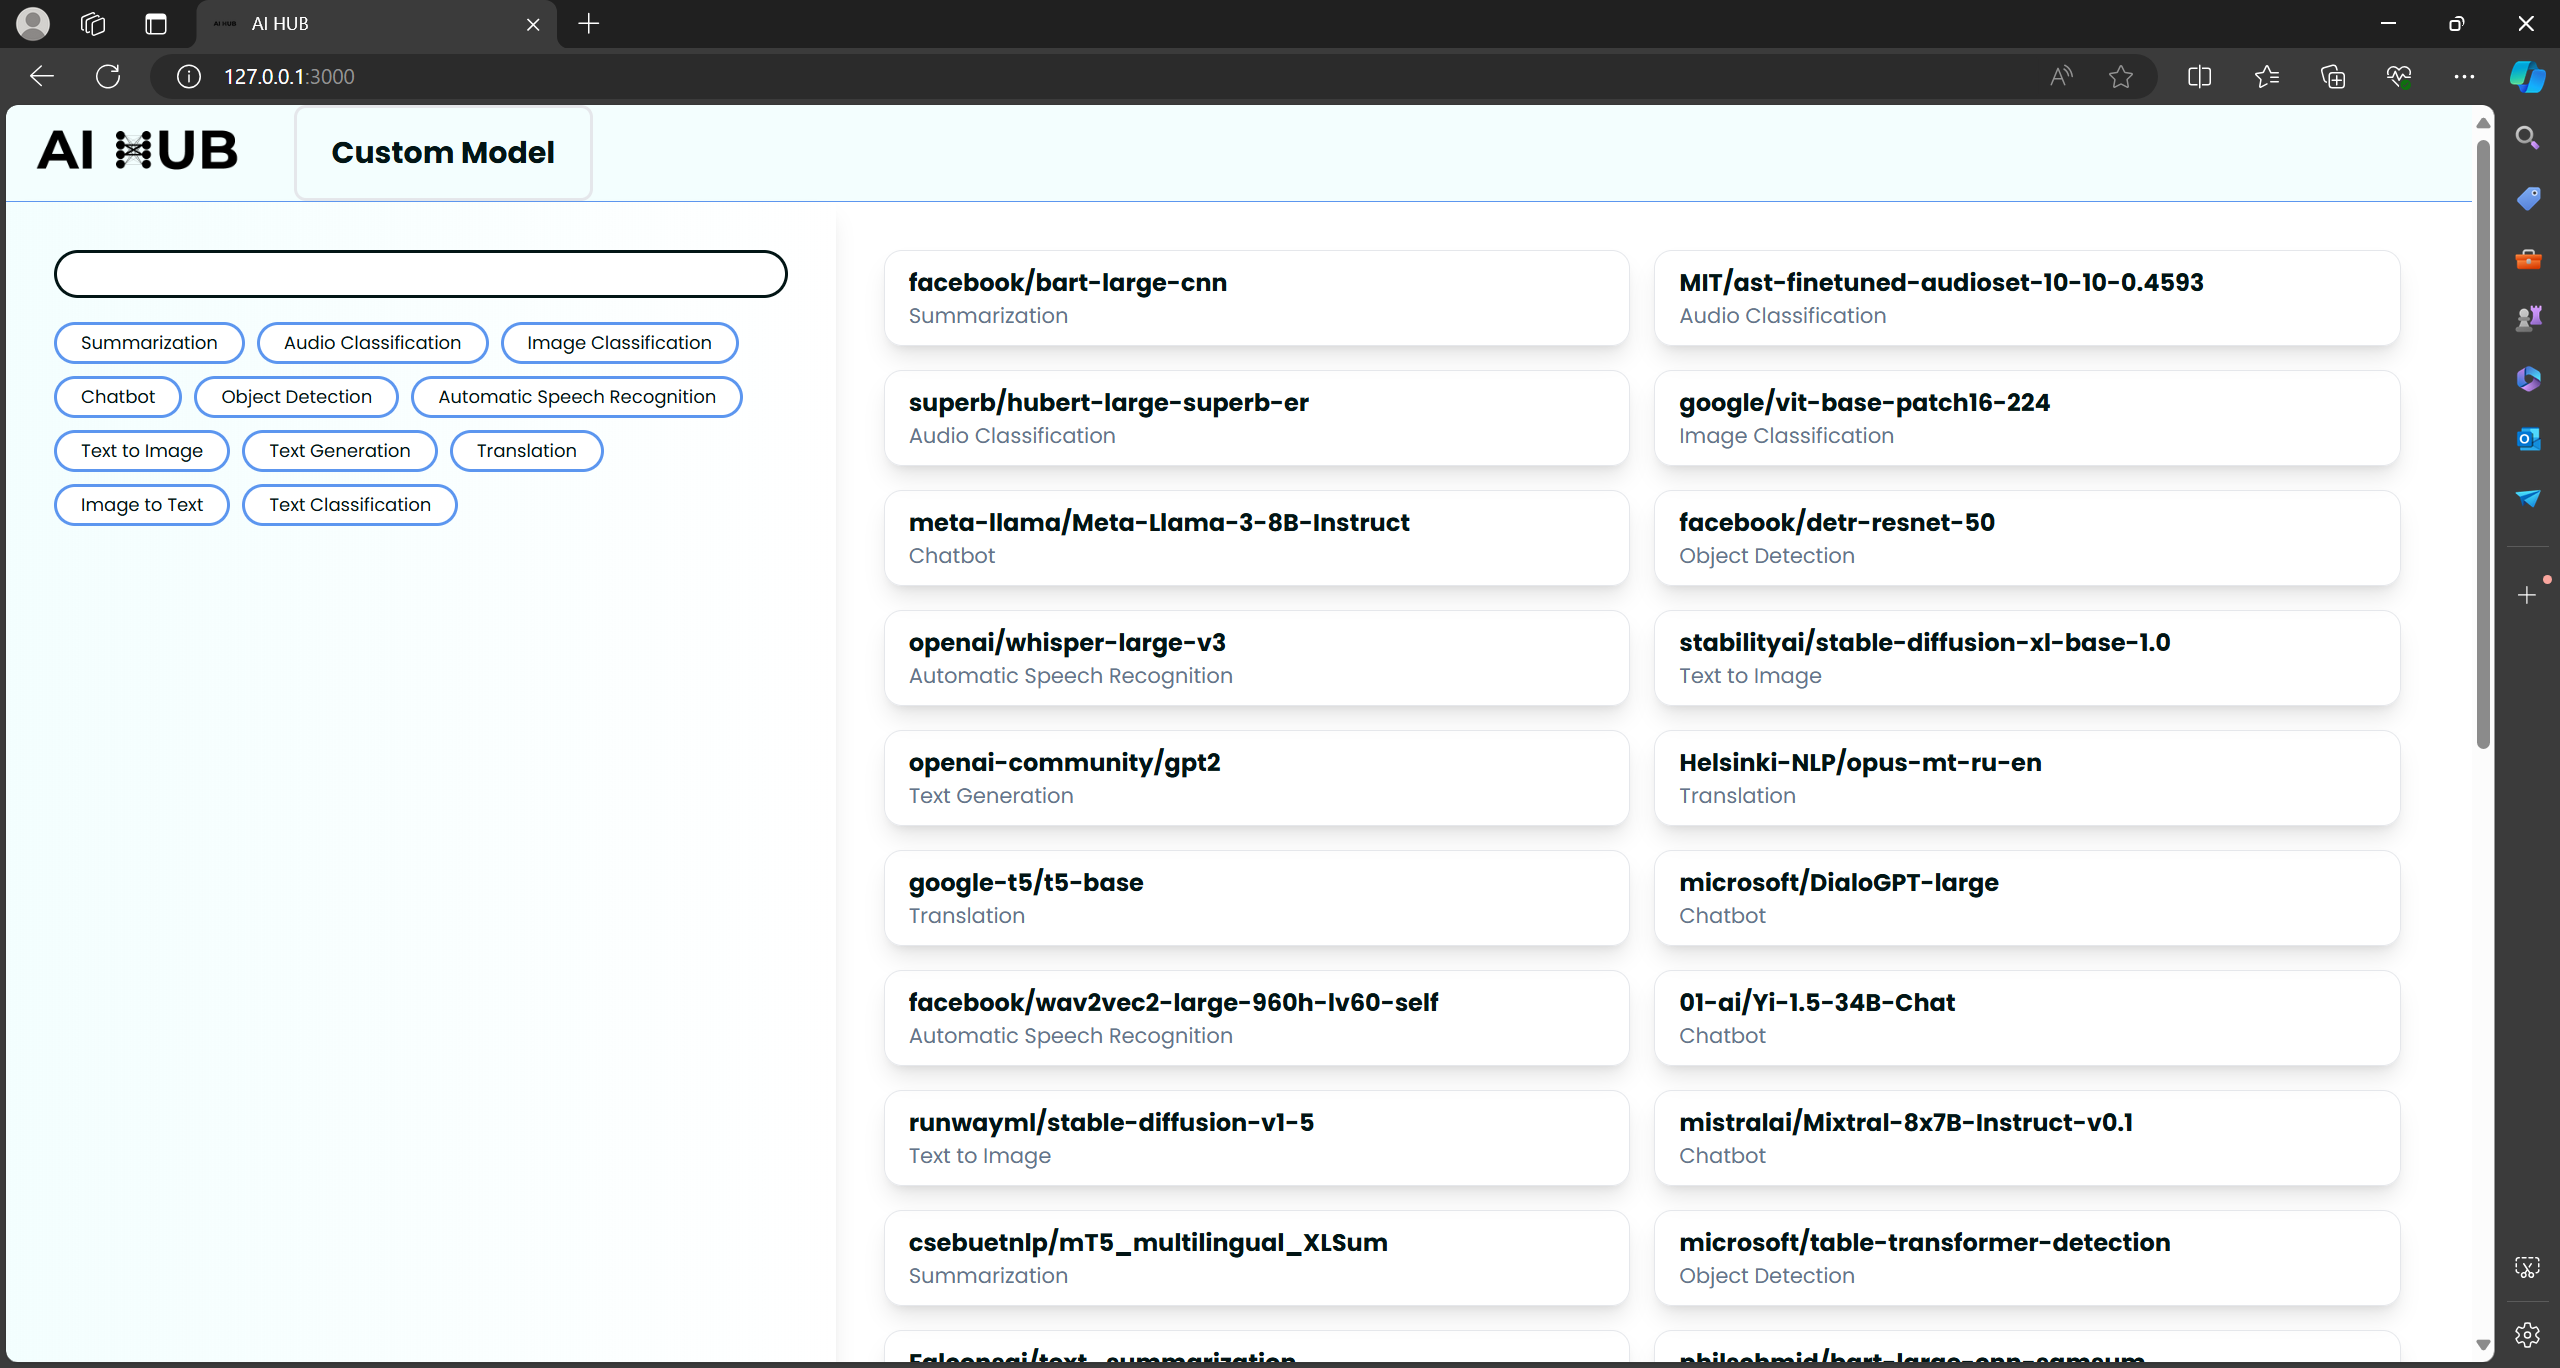 AI HUB
127.0.0.1:3000
AI HUB
Custom Model
Summarization
Audio Classification
Image Classification
Chatbot
Object Detection
Automatic Speech Recognition
Text to Image
Text Generation
Translation
Image to Text
Text Classification
facebook/bart-large-cnn
Summarization
MIT/ast-finetuned-audioset-10-10-0.4593
Audio Classification
superb/hubert-large-superb-er
Audio Classification
google/vit-base-patch16-224
Image Classification
meta-llama/Meta-Llama-3-8B-Instruct
Chatbot
facebook/detr-resnet-50
Object Detection
openai/whisper-large-v3
Automatic Speech Recognition
stabilityai/stable-diffusion-xl-base-1.0
Text to Image
openai-community/gpt2
Text Generation
Helsinki-NLP/opus-mt-ru-en
Translation
google-t5/t5-base
Translation
microsoft/DialoGPT-large
Chatbot
facebook/wav2vec2-large-960h-lv60-self
Automatic Speech Recognition
01-ai/Yi-1.5-34B-Chat
Chatbot
runwayml/stable-diffusion-v1-5
Text to Image
mistralai/Mixtral-8x7B-Instruct-v0.1
Chatbot
csebuetnlp/mT5_multilingual_XLSum
Summarization
microsoft/table-transformer-detection
Object Detection
Falconsai/text_summarization
philschmid/bart-large-cnn-samsum